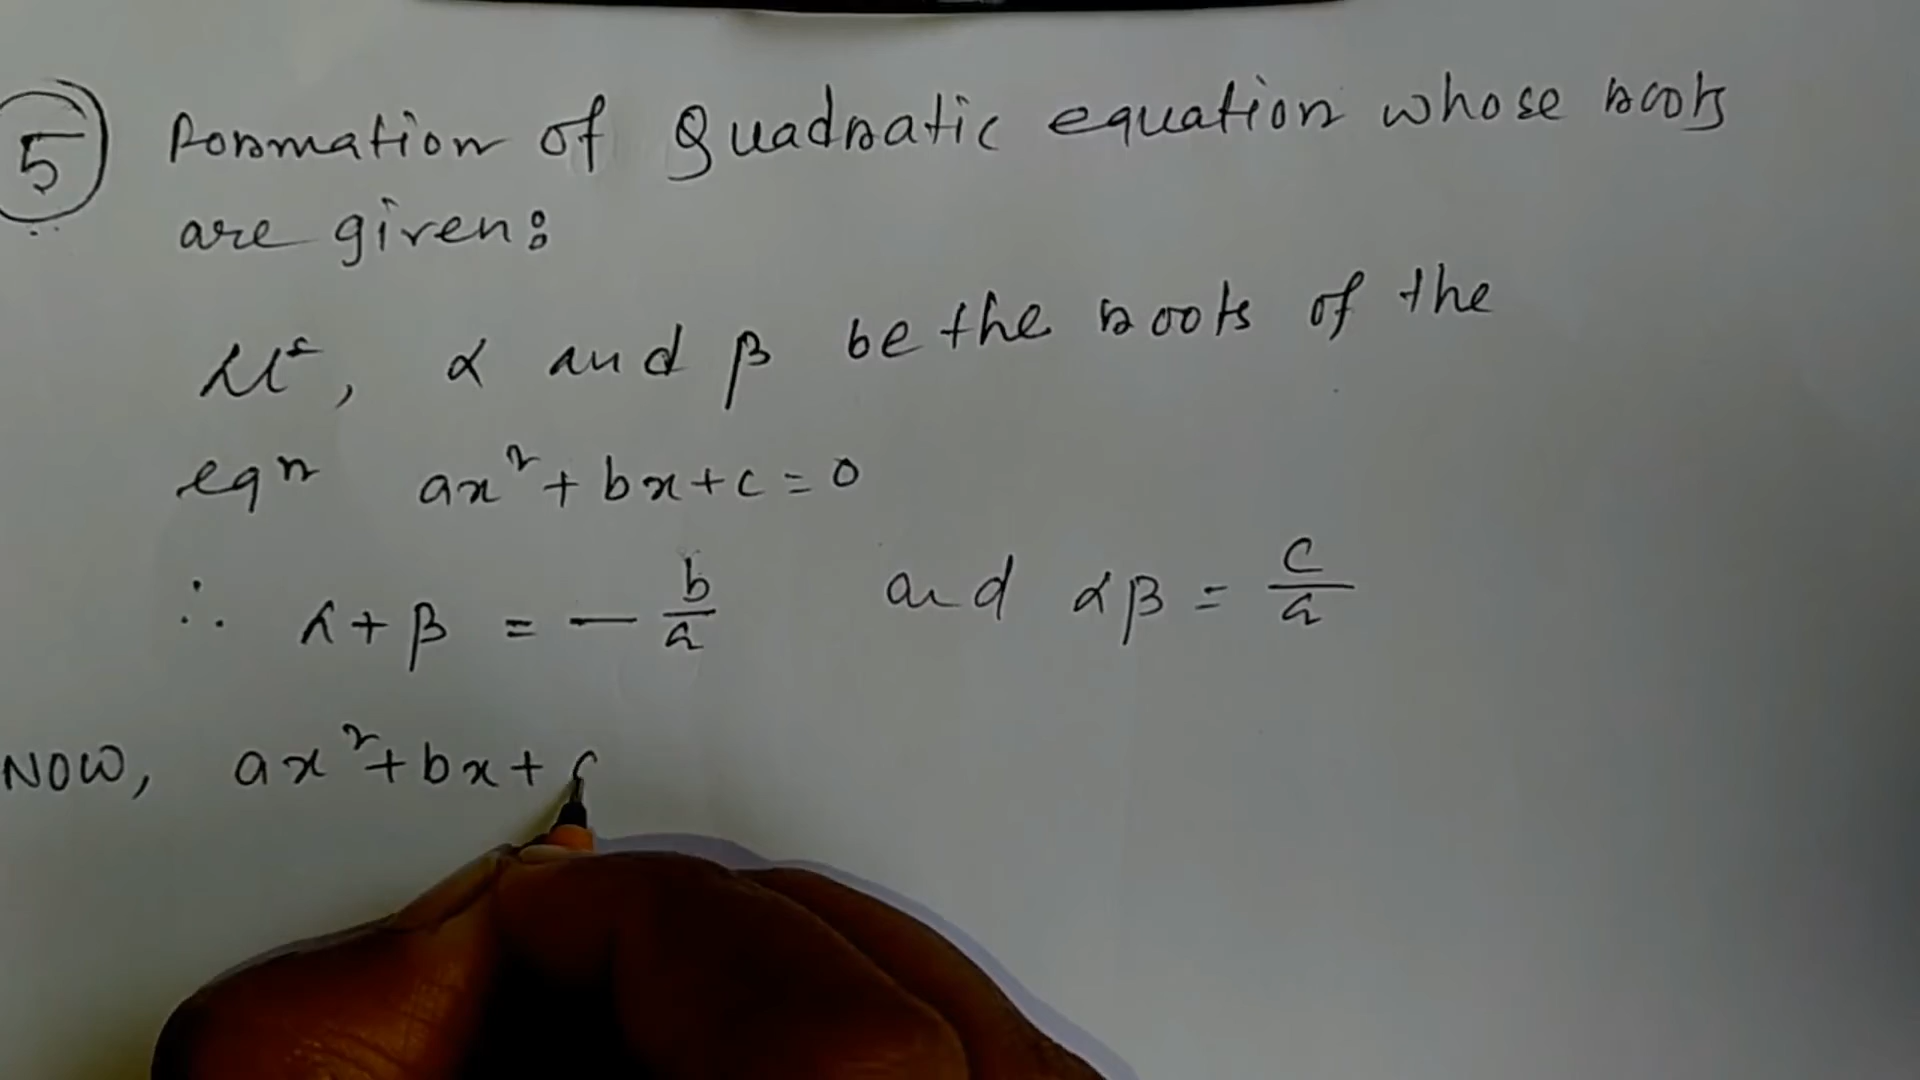 5 Formation of Quadratic equation whose roots
are given:
Let, α and β be the roots of the
eqn ax²+bx+c=0
∴ α+β = - b/a and αβ = c/a
NOW, ax²+bx+c